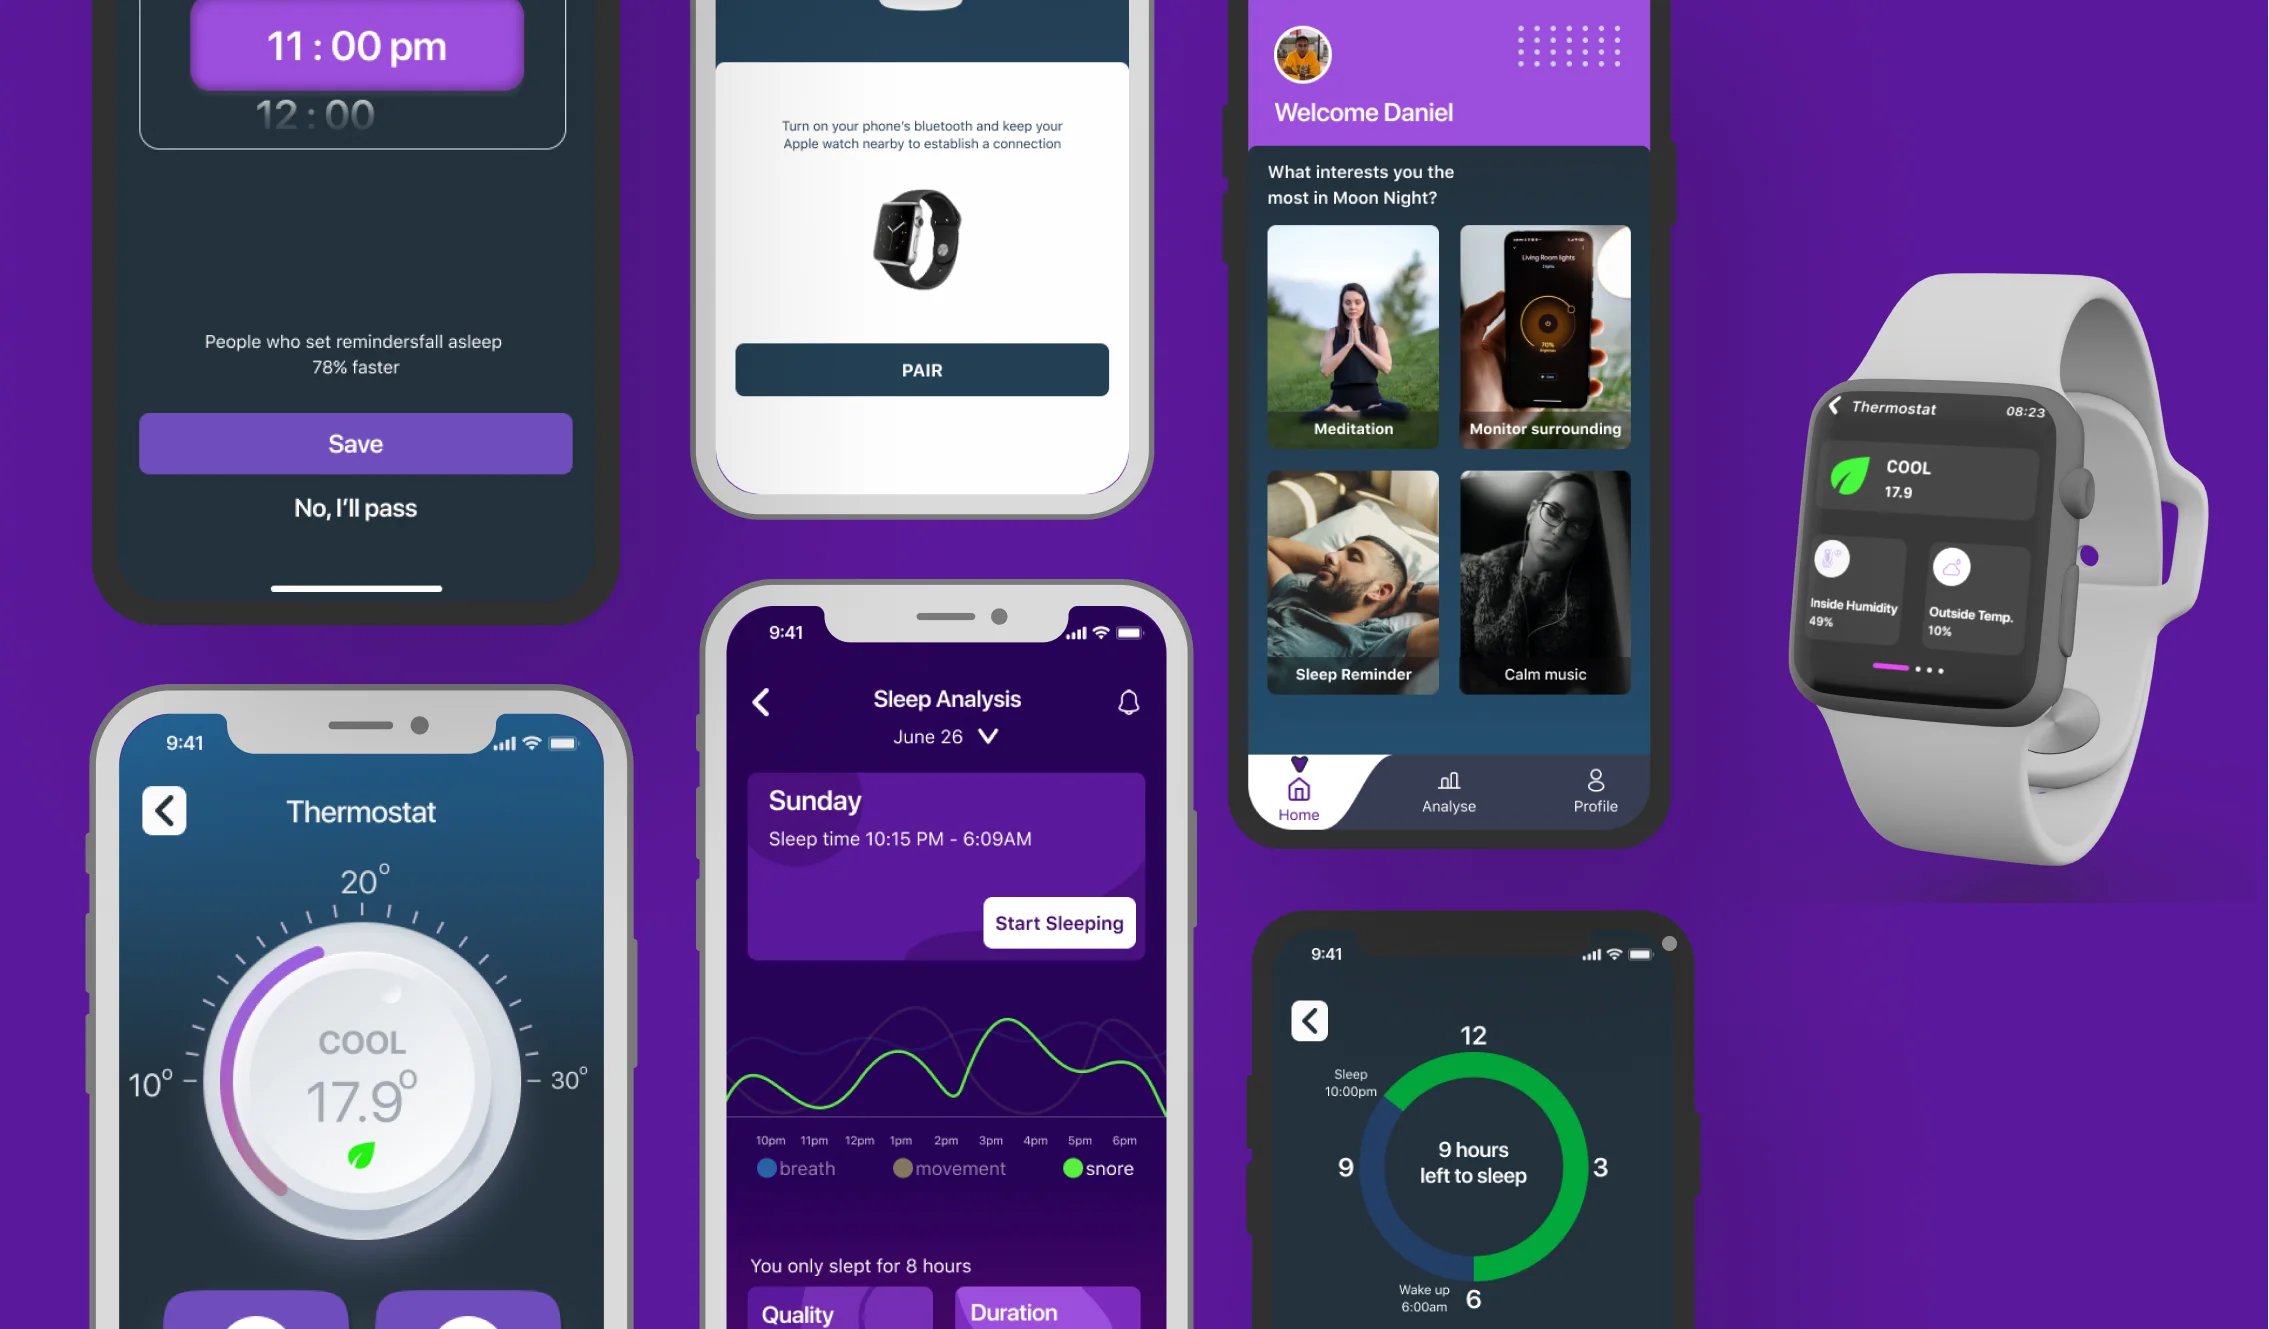 11 : 00 pm
12 : 00
People who set remindersfall asleep
78% faster
Save
No, I'll pass
9:41
Thermostat
20°
10°
30°
COOL
17.9°
Turn on your phone's bluetooth and keep your
Apple watch nearby to establish a connection
PAIR
9:41
Sleep Analysis
June 26
Sunday
Sleep time 10:15 PM - 6:09AM
Start Sleeping
10pm 11pm 12pm 1pm 2pm 3pm 4pm 5pm 6pm
breath movement snore
You only slept for 8 hours
Quality Duration
Welcome Daniel
What interests you the
most in Moon Night?
Living Room lights
70%
Meditation
Monitor surrounding
Sleep Reminder
Calm music
Home
Analyse
Profile
9:41
12
Sleep
10:00pm
9 hours
left to sleep
9
3
Wake up
6:00am
6
Thermostat 08:23
COOL
17.9
Inside Humidity
49%
Outside Temp.
10%